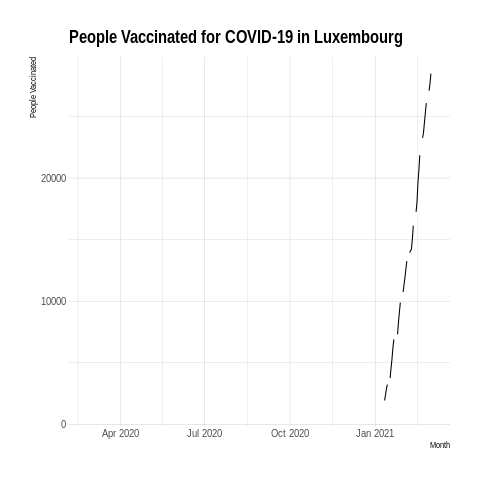 People Vaccinated for COVID-19 in Luxembourg
People Vaccinated
20000
10000
0
Apr 2020 Jul 2020 Oct 2020 Jan 2021
Month